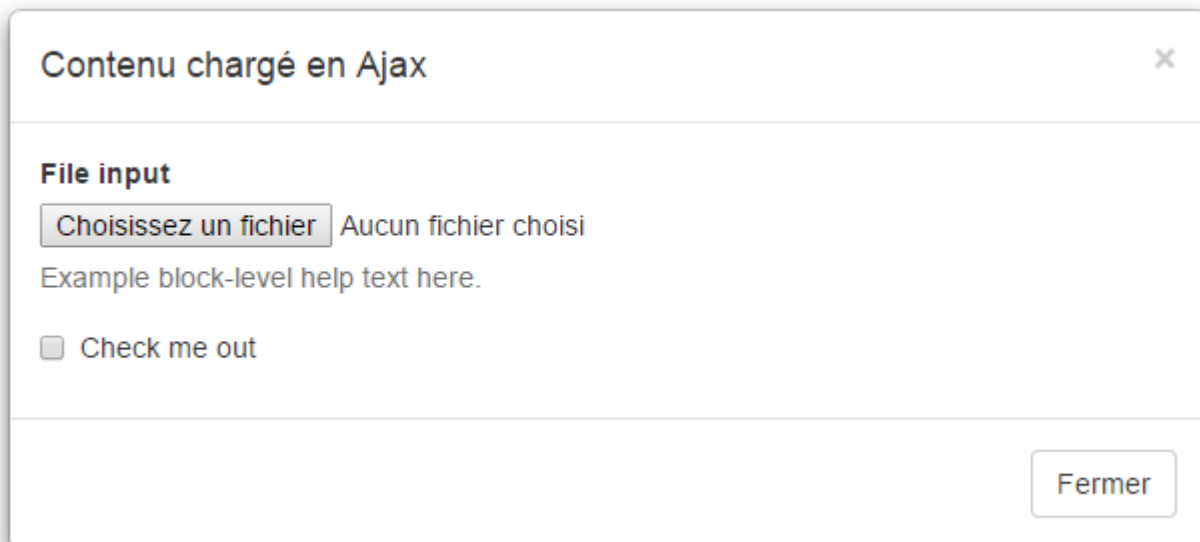 Contenu chargé en Ajax ×
File input
Choisissez un fichier Aucun fichier choisi
Example block-level help text here.
Check me out
Fermer